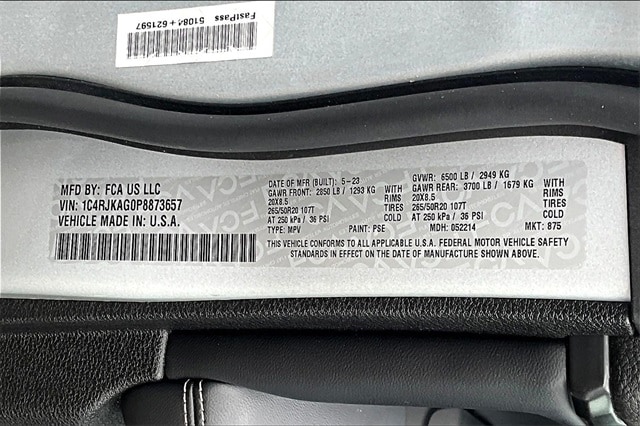 FastPass
51084+621597
MFD BY: FCA US LLC
VIN: 1C4RJKAG0P8873657
VEHICLE MADE IN: U.S.A.
DATE OF MFR (BUILT): 5-23
GAWR FRONT: 2850 LB / 1293 KG
WITH
20X8.5 RIMS
265/50R20 107T
TIRES
AT 250 kPa / 36 PSI
TYPE: MPV
PAINT: PSE
GVWR: 6500 LB / 2949 KG
GAWR REAR: 3700 LB / 1679 KG
WITH
20X8.5 RIMS
265/50R20 107T
TIRES
AT 250 kPa / 36 PSI
MDH: 052214
MKT: 875
THIS VEHICLE CONFORMS TO ALL APPLICABLE U.S.A. FEDERAL MOTOR VEHICLE SAFETY
STANDARDS IN EFFECT ON THE DATE OF MANUFACTURE SHOWN ABOVE.